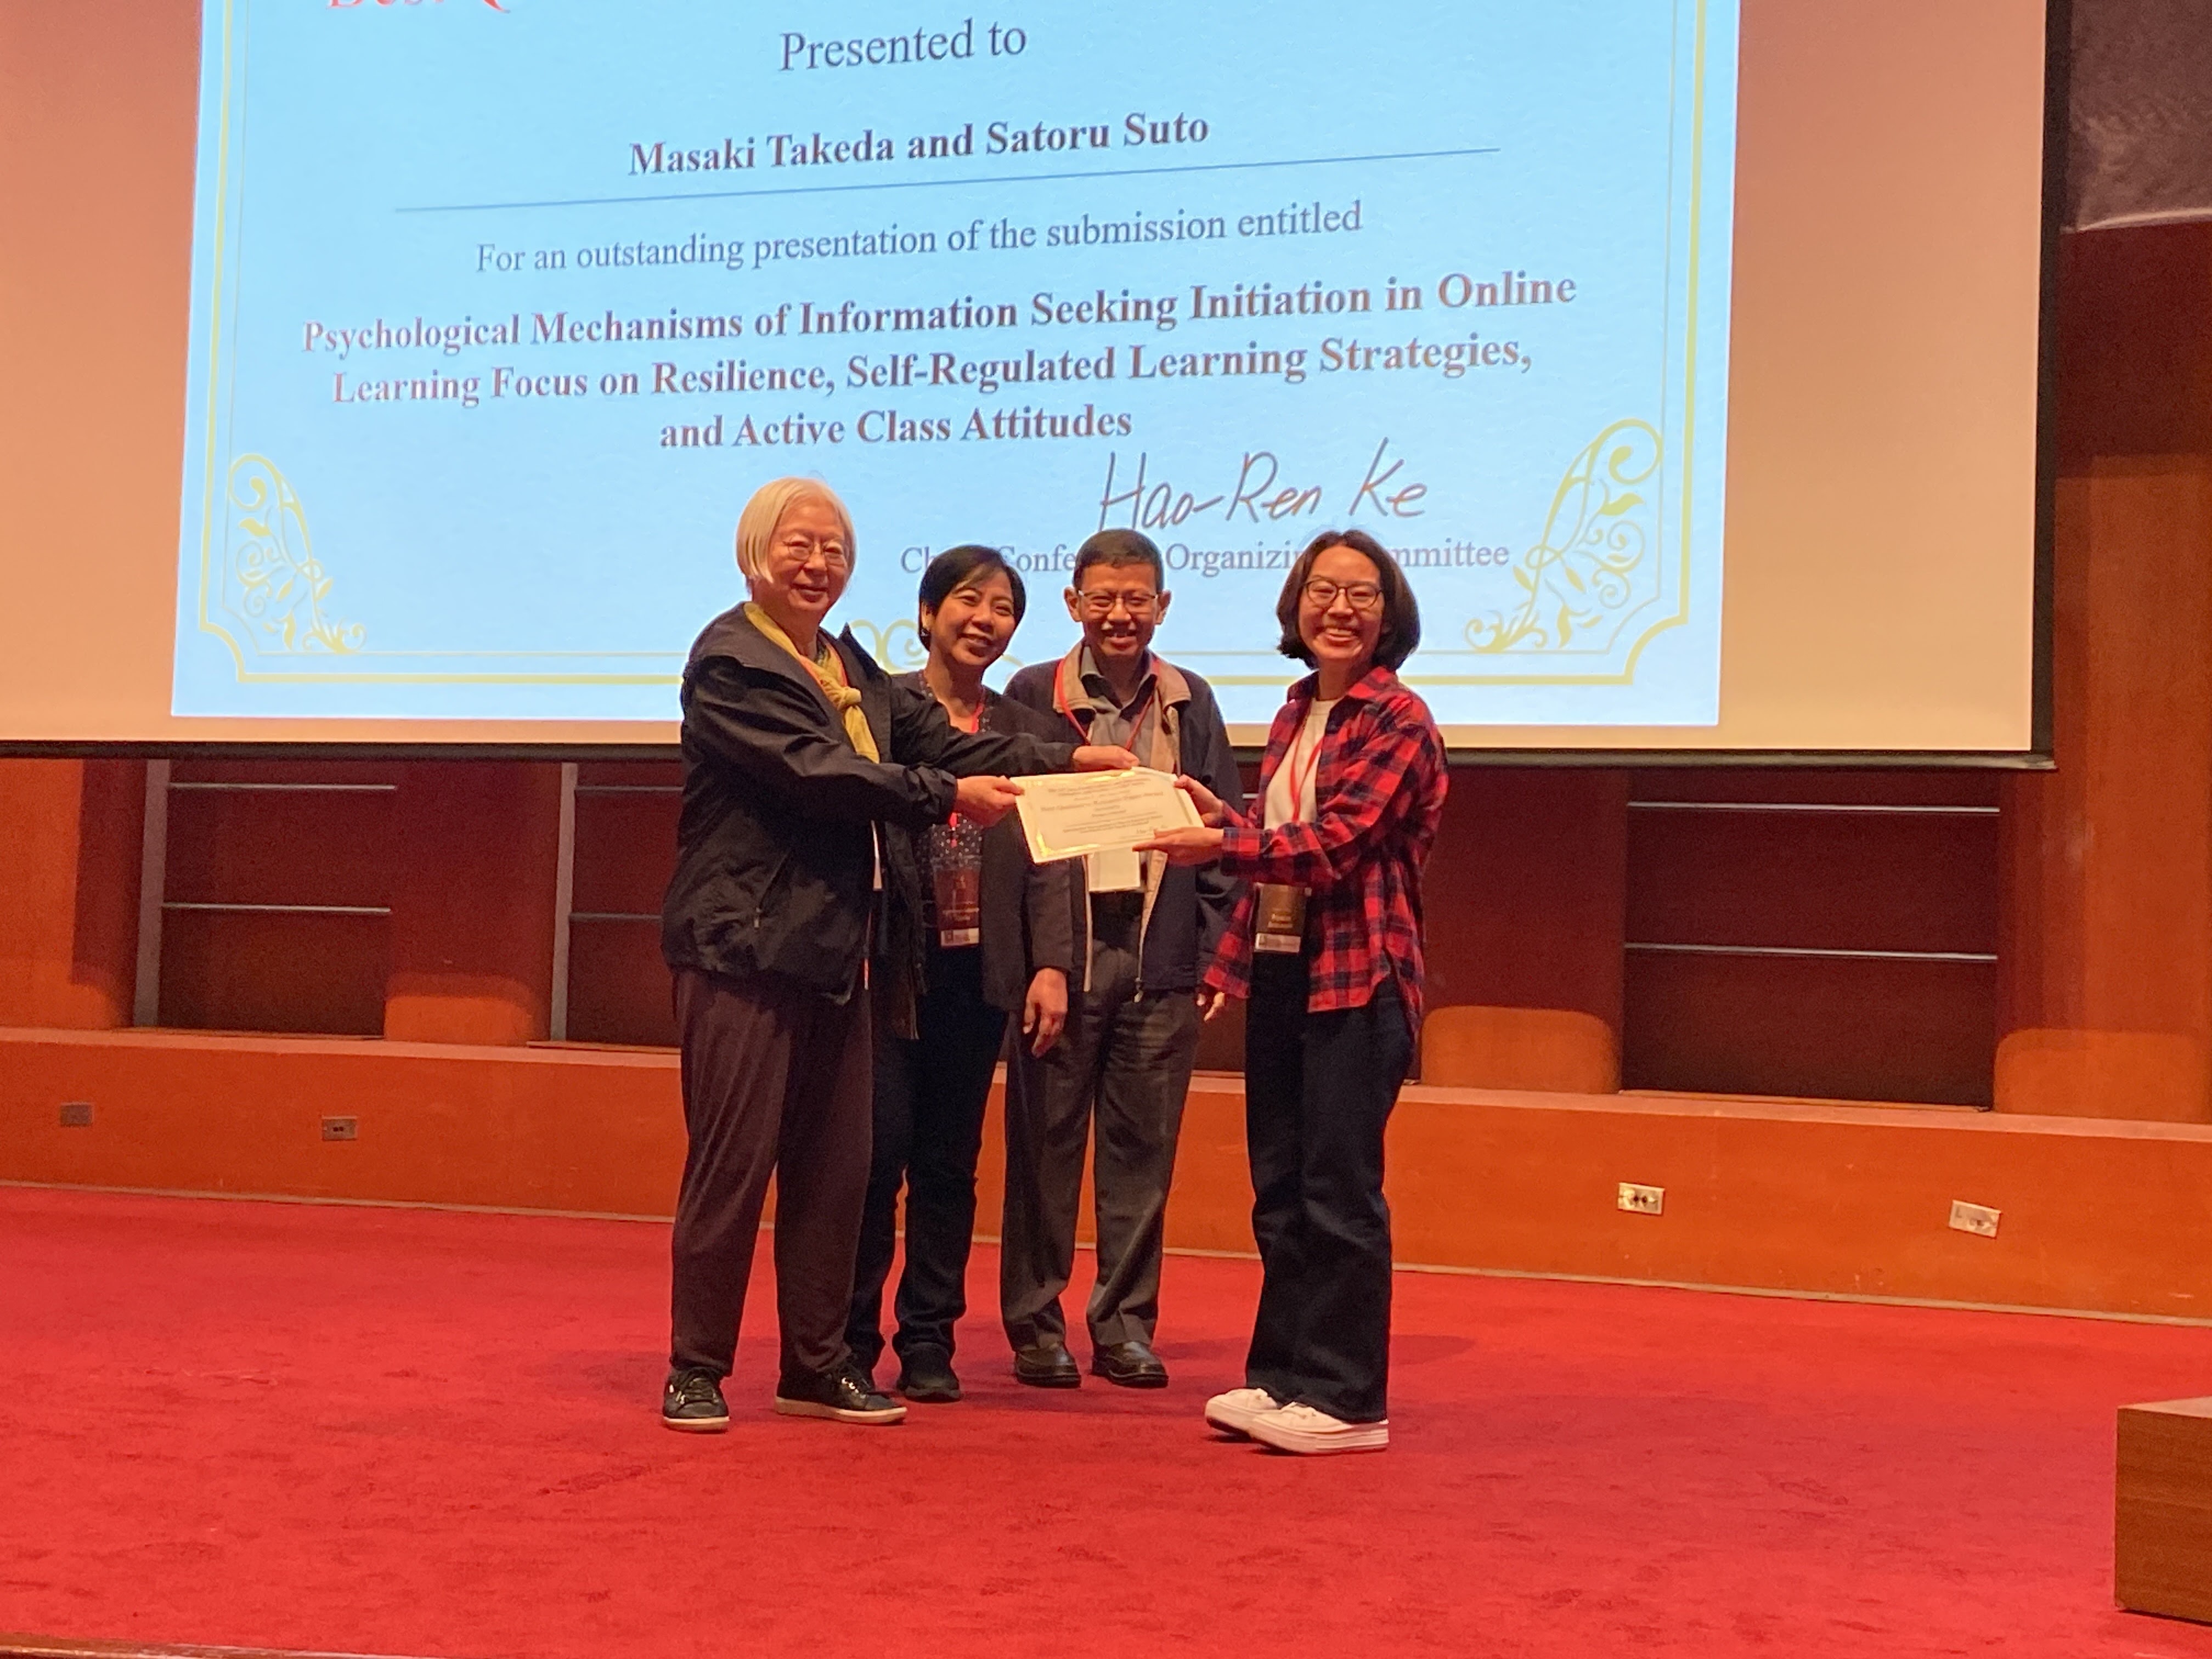 Presented to
Masaki Takeda and Satoru Suto
For an outstanding presentation of the submission entitled
Psychological Mechanisms of Information Seeking Initiation in Online
Learning Focus on Resilience, Self-Regulated Learning Strategies,
and Active Class Attitudes
Hao-Ren Ke
Organizing Committee